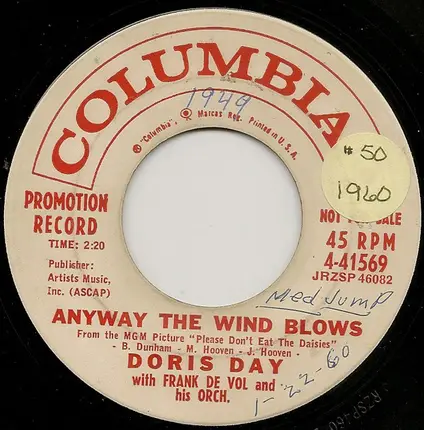 COLUMBIA
1949
® "Columbia", Marcas Reg. Printed in U.S.A.
#50
1960
PROMOTION
RECORD
TIME: 2:20
Publisher:
Artists Music,
Inc. (ASCAP)
NOT FOR SALE
45 RPM
4-41569
JRZSP 46082
Med Jump
ANYWAY THE WIND BLOWS
From the MGM Picture "Please Don't Eat The Daisies"
- B. Dunham- M. Hooven - J. Hooven -
DORIS DAY
with FRANK DE VOL and
his ORCH.
1-22-60